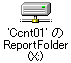 'Ccnt01' の
ReportFolder
(X:)